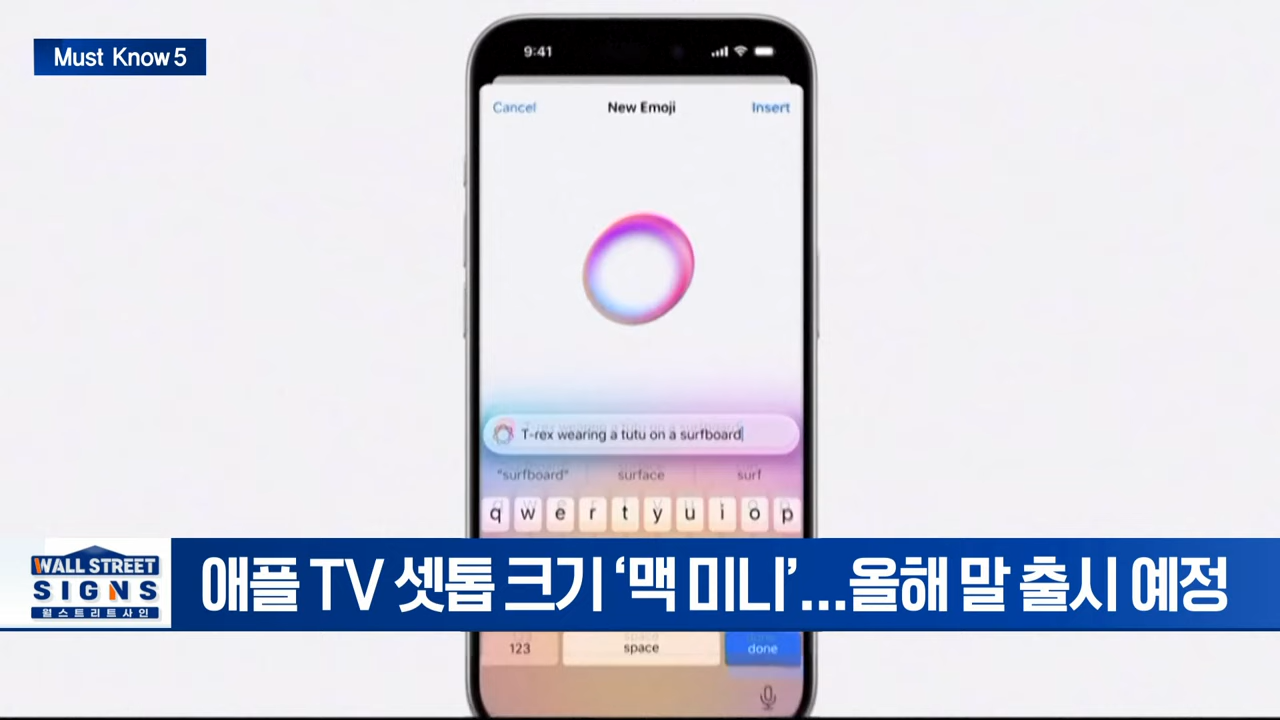 Must Know 5
9:41
Cancel New Emoji Insert
T-rex wearing a tutu on a surfboard
"surfboard" surface surf
q w e r t y u i o p
WALL STREET
SIGNS
월스트리트사인
애플 TV 셋톱 크기 ‘맥 미니’...올해 말 출시 예정
123 space done